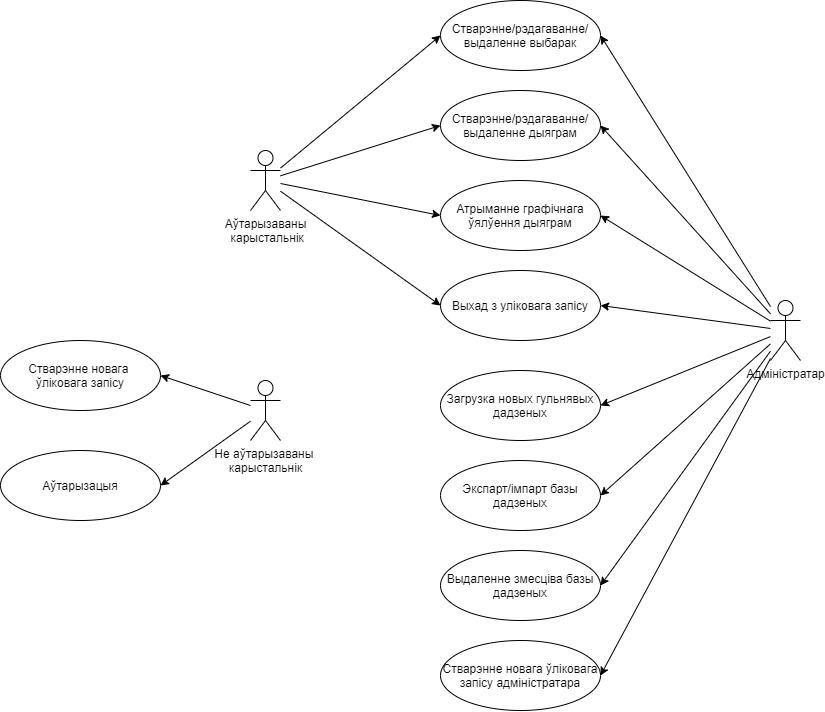 Стварэнне/рэдагаванне/
выдаленне выбарак
Стварэнне/рэдагаванне/
выдаленне дыяграм
Аўтарызаваны
карыстальнік
Атрыманне графічнага
ўялўення дыяграм
Выхад з уліковага запісу
Адміністратар
Стварэнне новага
ўліковага запісу
Загрузка новых гульнявых
дадзеных
Не аўтарызаваны
карыстальнік
Аўтарызацыя
Экспарт/імпарт базы
дадзеных
Выдаленне змесціва базы
дадзеных
Стварэнне новага ўліковага
запісу адміністратара